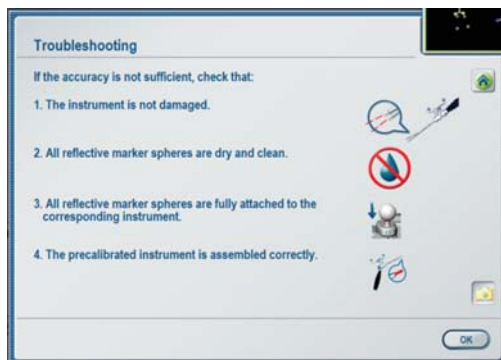 Troubleshooting
If the accuracy is not sufficient, check that:
1. The instrument is not damaged.
2. All reflective marker spheres are dry and clean.
3. All reflective marker spheres are fully attached to the
corresponding instrument.
4. The precalibrated instrument is assembled correctly.
OK